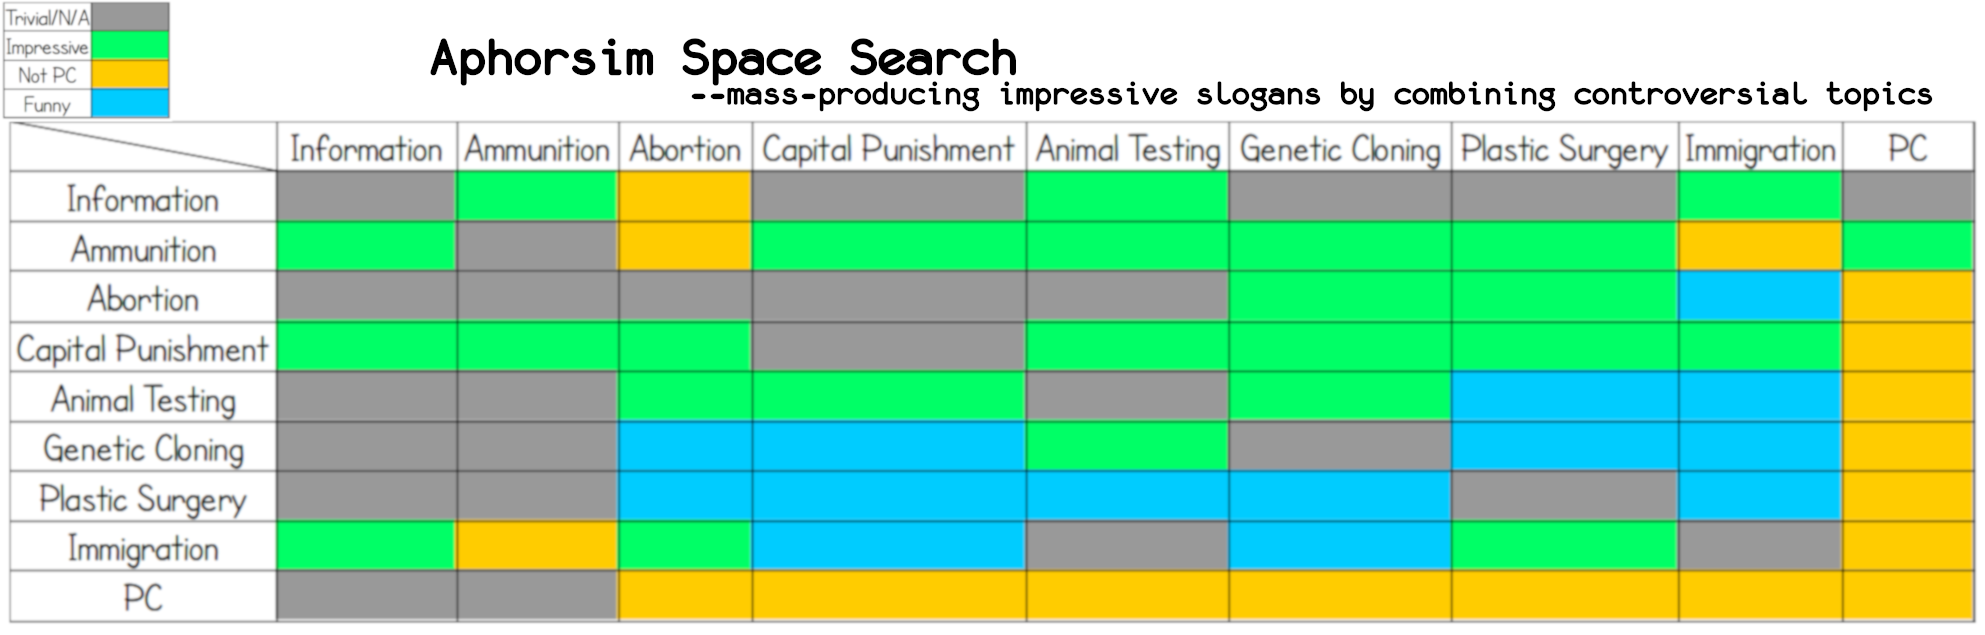 Trivial/N/A
Impressive
Not PC
Funny
Aphorsim Space Search
--mass-producing impressive slogans by combining controversial topics
Information Ammunition Abortion Capital Punishment Animal Testing Genetic Cloning Plastic Surgery Immigration PC
Information
Ammunition
Abortion
Capital Punishment
Animal Testing
Genetic Cloning
Plastic Surgery
Immigration
PC